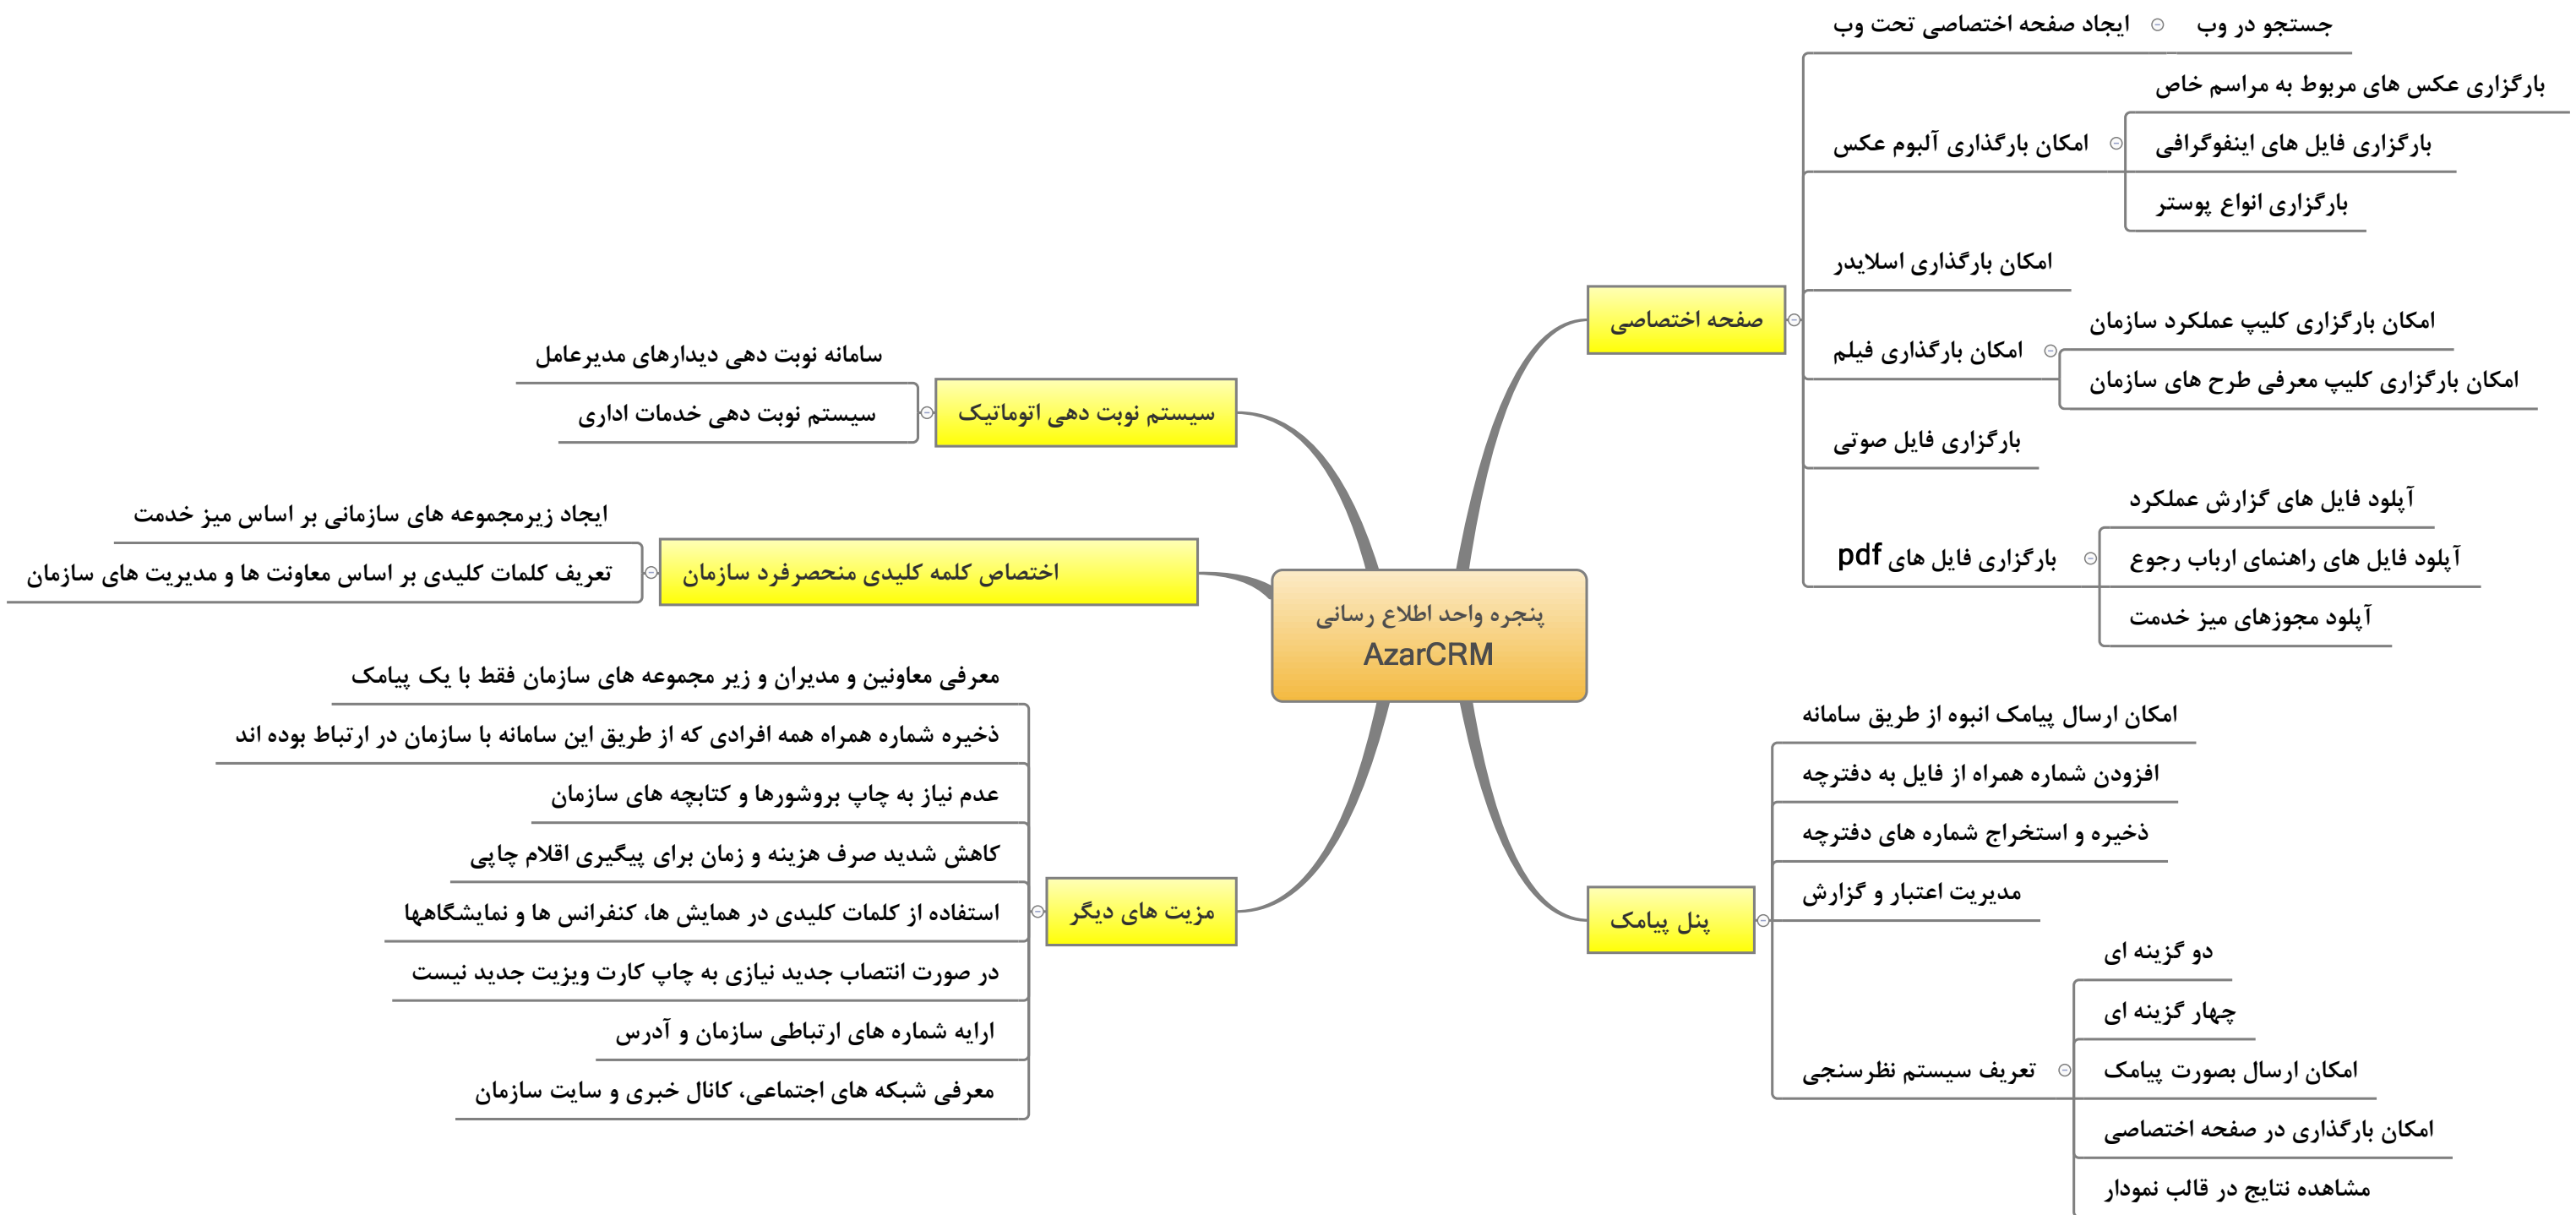 پنجره واحد اطلاع رسانی
AzarCRM
صفحه اختصاصی
ایجاد صفحه اختصاصی تحت وب
جستجو در وب
امکان بارگذاری آلبوم عکس
بارگزاری عکس های مربوط به مراسم خاص
بارگزاری فایل های اینفوگرافی
بارگزاری انواع پوستر
امکان بارگذاری اسلایدر
امکان بارگذاری فیلم
امکان بارگزاری کلیپ عملکرد سازمان
امکان بارگزاری کلیپ معرفی طرح های سازمان
بارگزاری فایل صوتی
بارگزاری فایل های pdf
آپلود فایل های گزارش عملکرد
آپلود فایل های راهنمای ارباب رجوع
آپلود مجوزهای میز خدمت
پنل پیامک
امکان ارسال پیامک انبوه از طریق سامانه
افزودن شماره همراه از فایل به دفترچه
ذخیره و استخراج شماره های دفترچه
مدیریت اعتبار و گزارش
تعریف سیستم نظرسنجی
دو گزینه ای
چهار گزینه ای
امکان ارسال بصورت پیامک
امکان بارگذاری در صفحه اختصاصی
مشاهده نتایج در قالب نمودار
سیستم نوبت دهی اتوماتیک
سامانه نوبت دهی دیدارهای مدیرعامل
سیستم نوبت دهی خدمات اداری
اختصاص کلمه کلیدی منحصرفرد سازمان
ایجاد زیرمجموعه های سازمانی بر اساس میز خدمت
تعریف کلمات کلیدی بر اساس معاونت ها و مدیریت های سازمان
مزیت های دیگر
معرفی معاونین و مدیران و زیر مجموعه های سازمان فقط با یک پیامک
ذخیره شماره همراه همه افرادی که از طریق این سامانه با سازمان در ارتباط بوده اند
عدم نیاز به چاپ بروشورها و کتابچه های سازمان
کاهش شدید صرف هزینه و زمان برای پیگیری اقلام چاپی
استفاده از کلمات کلیدی در همایش ها، کنفرانس ها و نمایشگاهها
در صورت انتصاب جدید نیازی به چاپ کارت ویزیت جدید نیست
ارایه شماره های ارتباطی سازمان و آدرس
معرفی شبکه های اجتماعی، کانال خبری و سایت سازمان